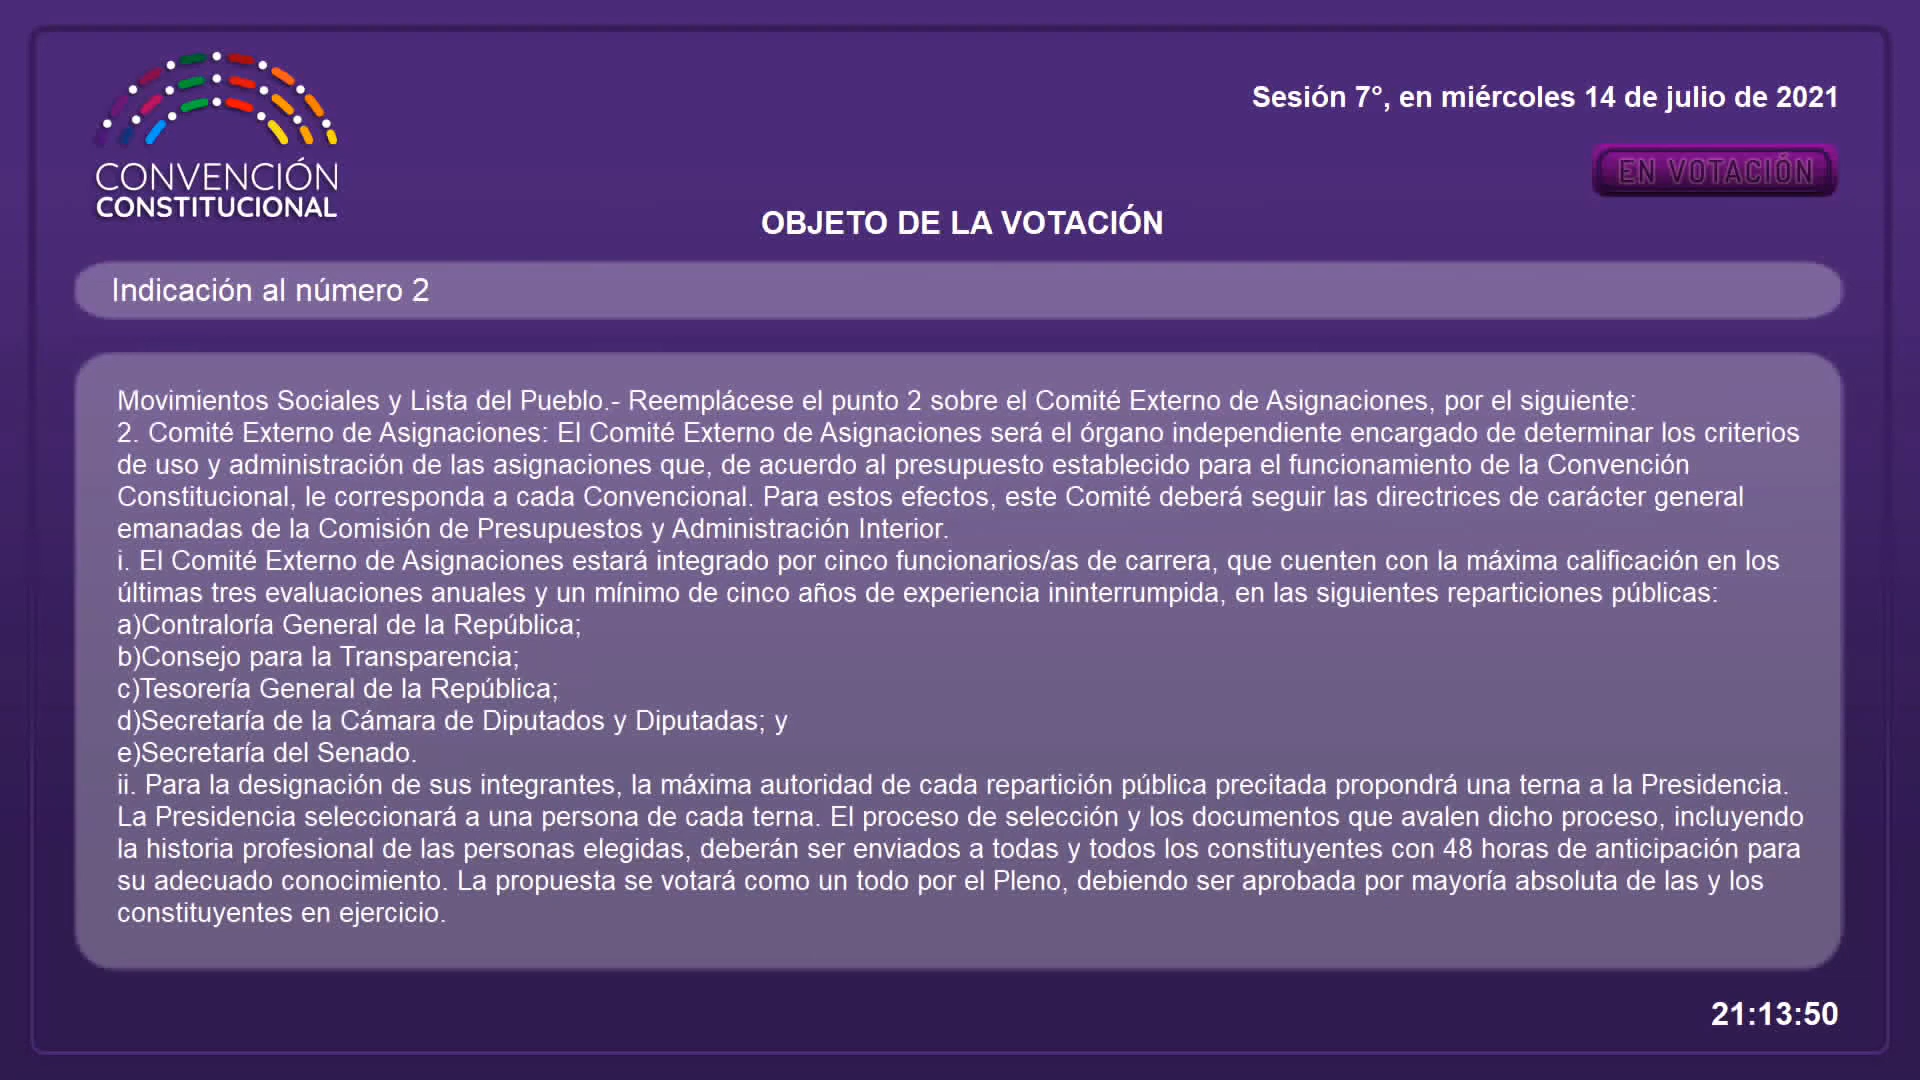 CONVENCIÓN
CONSTITUCIONAL
Sesión 7°, en miércoles 14 de julio de 2021
EN VOTACIÓN
OBJETO DE LA VOTACIÓN
Indicación al número 2
Movimientos Sociales y Lista del Pueblo.- Reemplácese el punto 2 sobre el Comité Externo de Asignaciones, por el siguiente:
2. Comité Externo de Asignaciones: El Comité Externo de Asignaciones será el órgano independiente encargado de determinar los criterios
de uso y administración de las asignaciones que, de acuerdo al presupuesto establecido para el funcionamiento de la Convención
Constitucional, le corresponda a cada Convencional. Para estos efectos, este Comité deberá seguir las directrices de carácter general
emanadas de la Comisión de Presupuestos y Administración Interior.
i. El Comité Externo de Asignaciones estará integrado por cinco funcionarios/as de carrera, que cuenten con la máxima calificación en los
últimas tres evaluaciones anuales y un mínimo de cinco años de experiencia ininterrumpida, en las siguientes reparticiones públicas:
a)Contraloría General de la República;
b)Consejo para la Transparencia;
c)Tesorería General de la República;
d)Secretaría de la Cámara de Diputados y Diputadas; y
e)Secretaría del Senado.
ii. Para la designación de sus integrantes, la máxima autoridad de cada repartición pública precitada propondrá una terna a la Presidencia.
La Presidencia seleccionará a una persona de cada terna. El proceso de selección y los documentos que avalen dicho proceso, incluyendo
la historia profesional de las personas elegidas, deberán ser enviados a todas y todos los constituyentes con 48 horas de anticipación para
su adecuado conocimiento. La propuesta se votará como un todo por el Pleno, debiendo ser aprobada por mayoría absoluta de las y los
constituyentes en ejercicio.
21:13:50